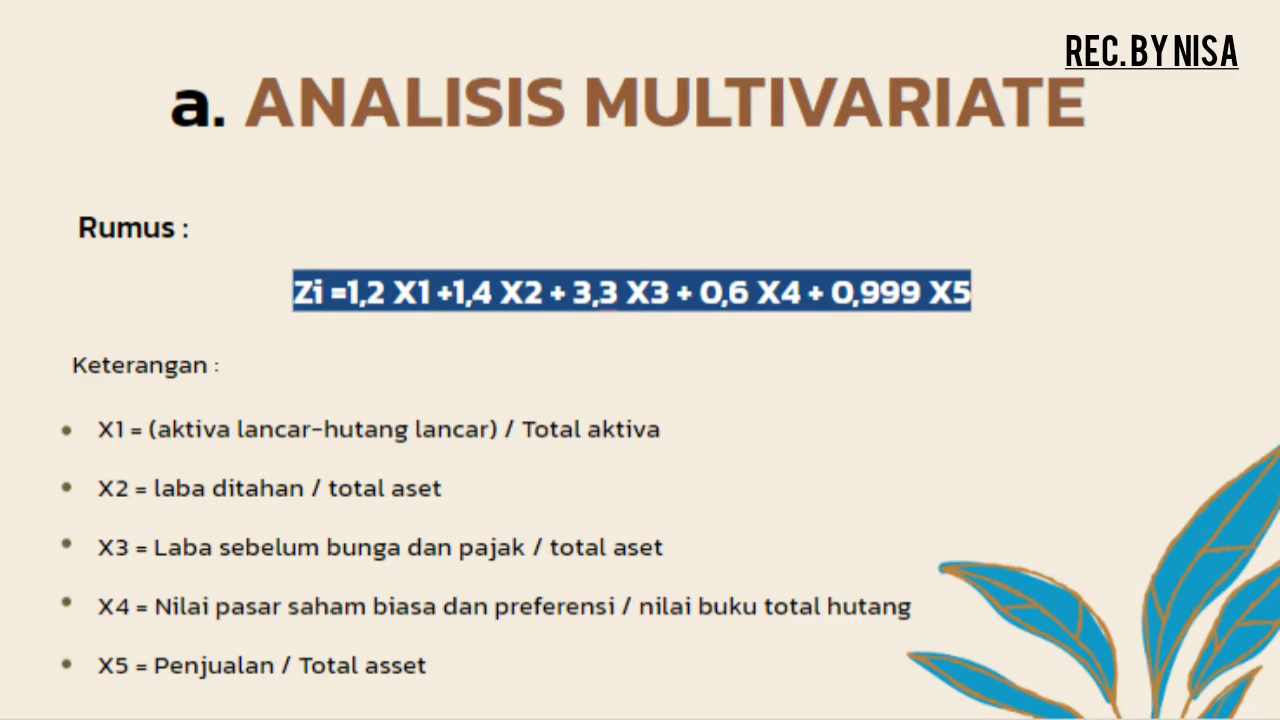 REC. BY NISA
a. ANALISIS MULTIVARIATE
Rumus :
Zi =1,2 X1 +1,4 X2 + 3,3 X3 + 0,6 X4 + 0,999 X5
Keterangan :
• X1 = (aktiva lancar-hutang lancar) / Total aktiva
• X2 = laba ditahan / total aset
• X3 = Laba sebelum bunga dan pajak / total aset
• X4 = Nilai pasar saham biasa dan preferensi / nilai buku total hutang
• X5 = Penjualan / Total asset